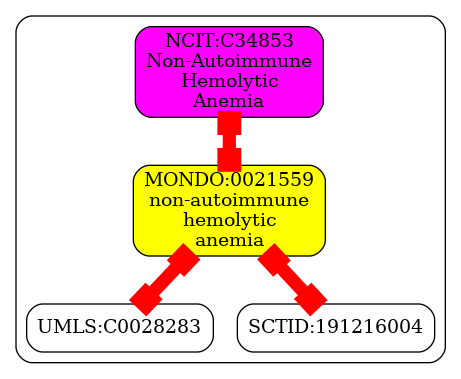 NCIT:C34853
Non-Autoimmune
Hemolytic
Anemia
MONDO:0021559
non-autoimmune
hemolytic
anemia
UMLS:C0028283
SCTID:191216004